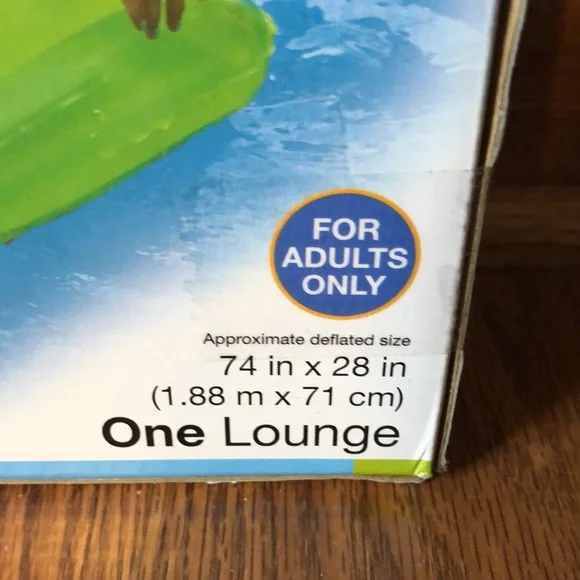 FOR
ADULTS
ONLY
Approximate deflated size
74 in x 28 in
(1.88 m x 71 cm)
One Lounge